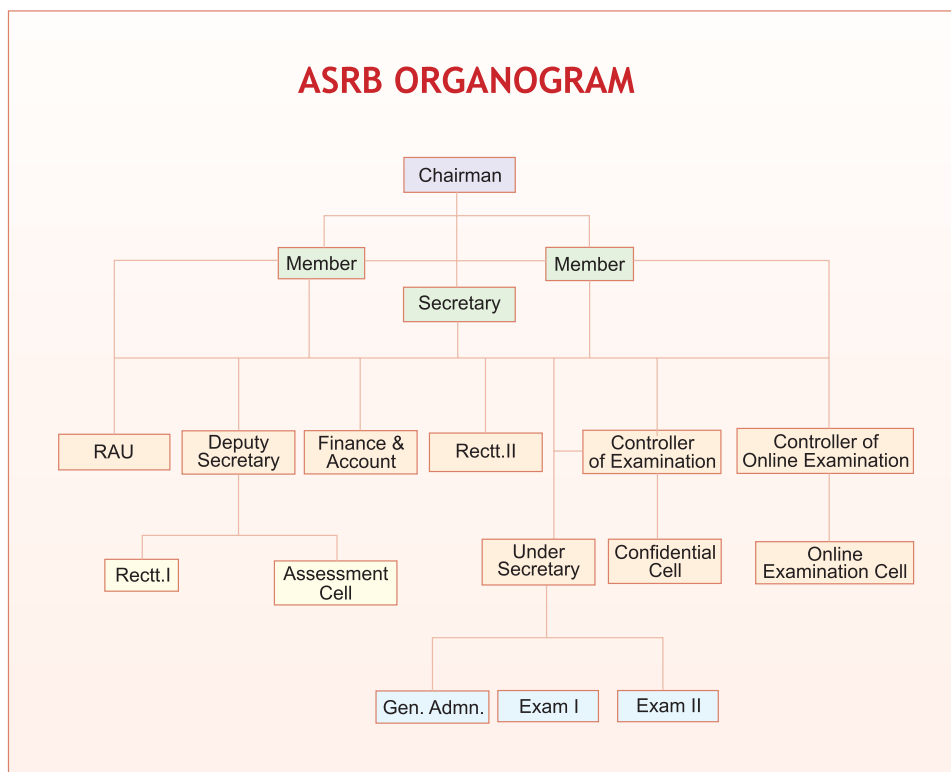 ASRB ORGANOGRAM
Chairman
Member
Member
Secretary
RAU
Deputy
Secretary
Finance &
Account
Rectt.II
Controller
of Examination
Controller of
Online Examination
Rectt.I
Assessment
Cell
Under
Secretary
Confidential
Cell
Online
Examination Cell
Gen. Admn.
Exam I
Exam II